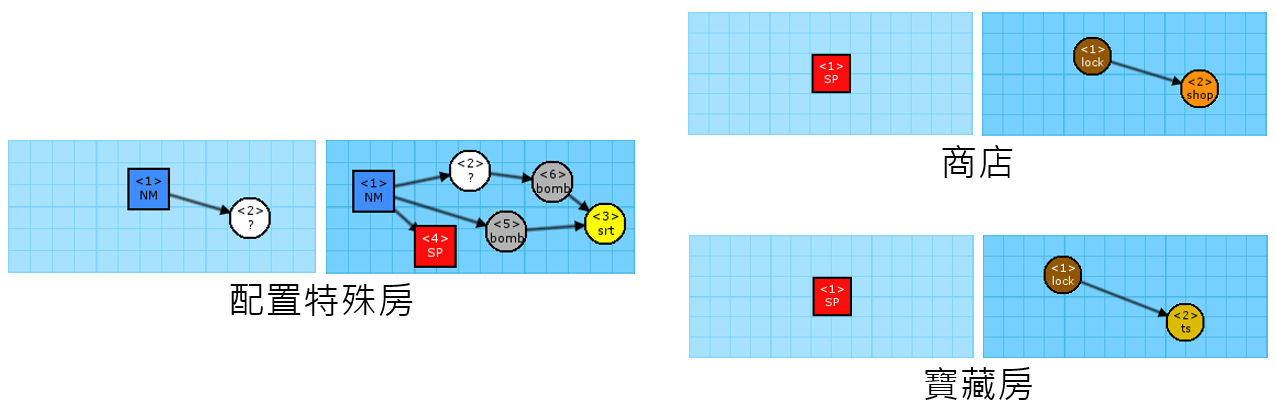 <1>
NM
<2>
?
<1>
NM
<2>
?
<6>
bomb
<3>
srt
<5>
bomb
<4>
SP
配置特殊房
<1>
SP
<1>
lock
<2>
shop
商店
<1>
SP
<1>
lock
<2>
ts
寶藏房